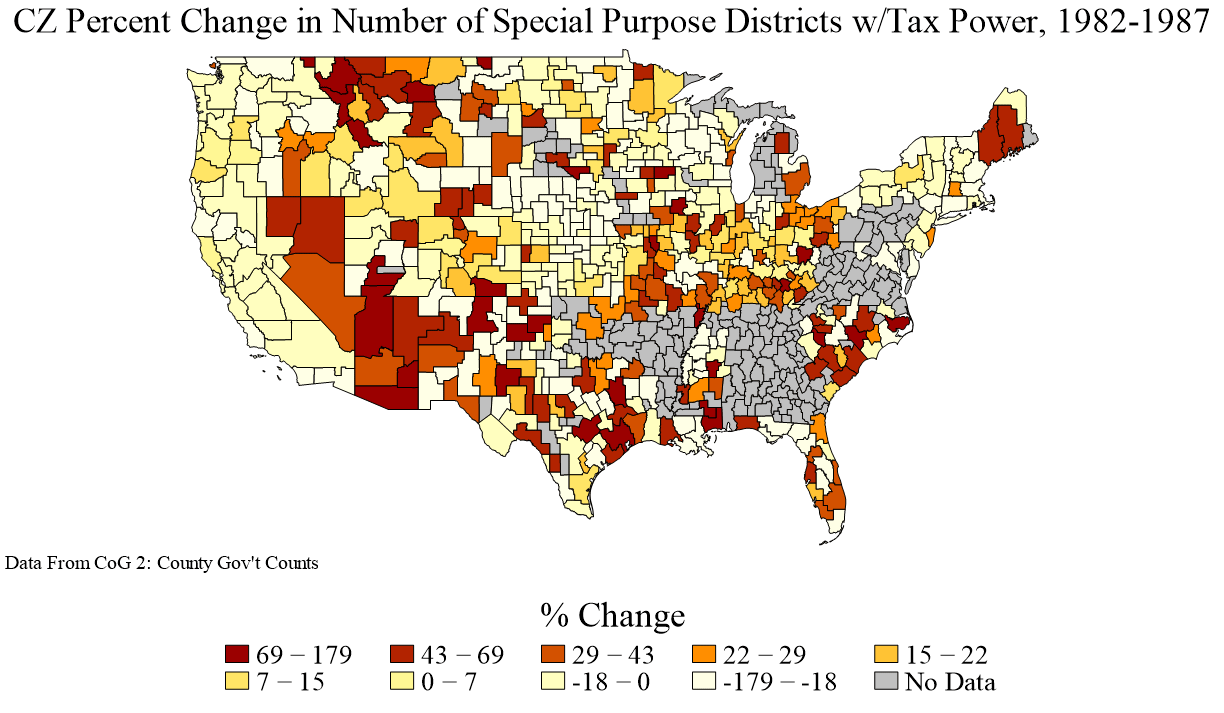 CZ Percent Change in Number of Special Purpose Districts w/Tax Power, 1982-1987
Data From CoG 2: County Gov't Counts
% Change
69 − 179
43 − 69
29 − 43
22 − 29
15 − 22
7 − 15
0 − 7
-18 − 0
-179 − -18
No Data